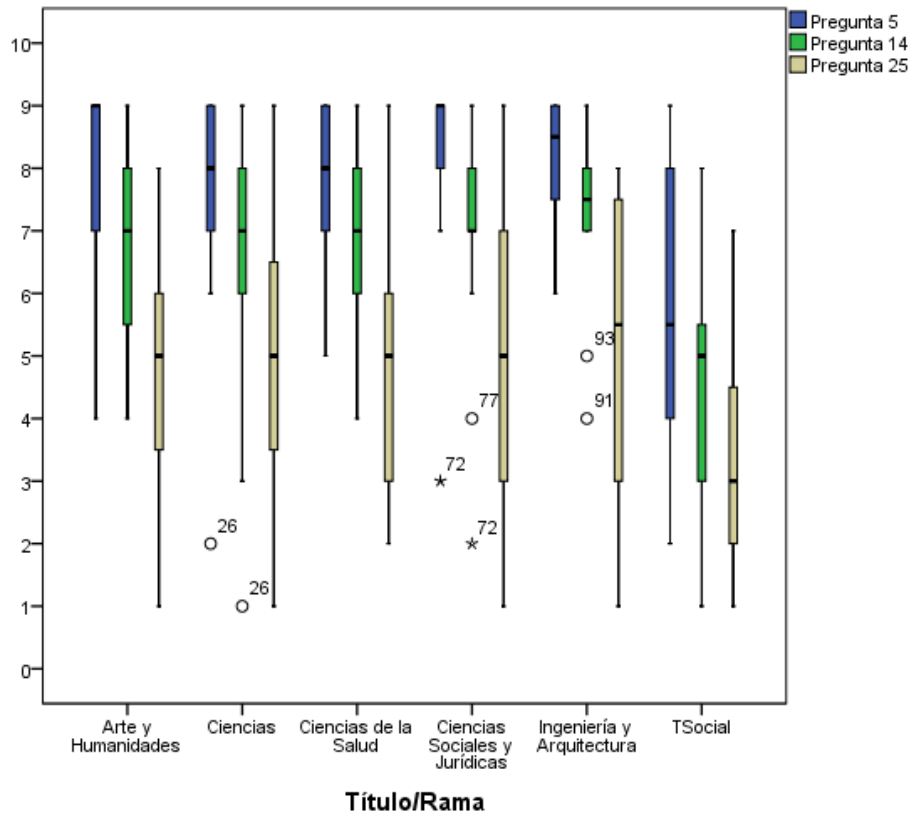 Pregunta 5
Pregunta 14
Pregunta 25
10
9
8
7
6
5
4
3
2
1
0
93
91
77
72
72
26
26
Arte y
Humanidades
Ciencias
Ciencias de la
Salud
Ciencias
Sociales y
Jurídicas
Ingeniería y
Arquitectura
TSocial
Título/Rama